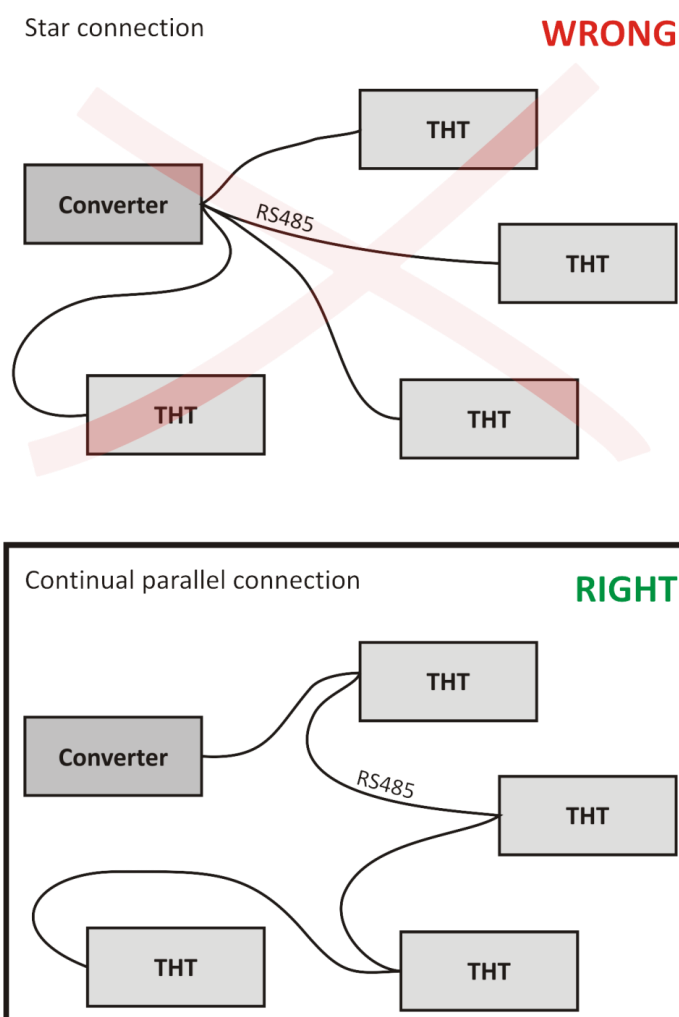 Star connection
WRONG
THT
Converter
RS485
THT
THT
THT
Continual parallel connection
RIGHT
THT
Converter
RS485
THT
THT
THT